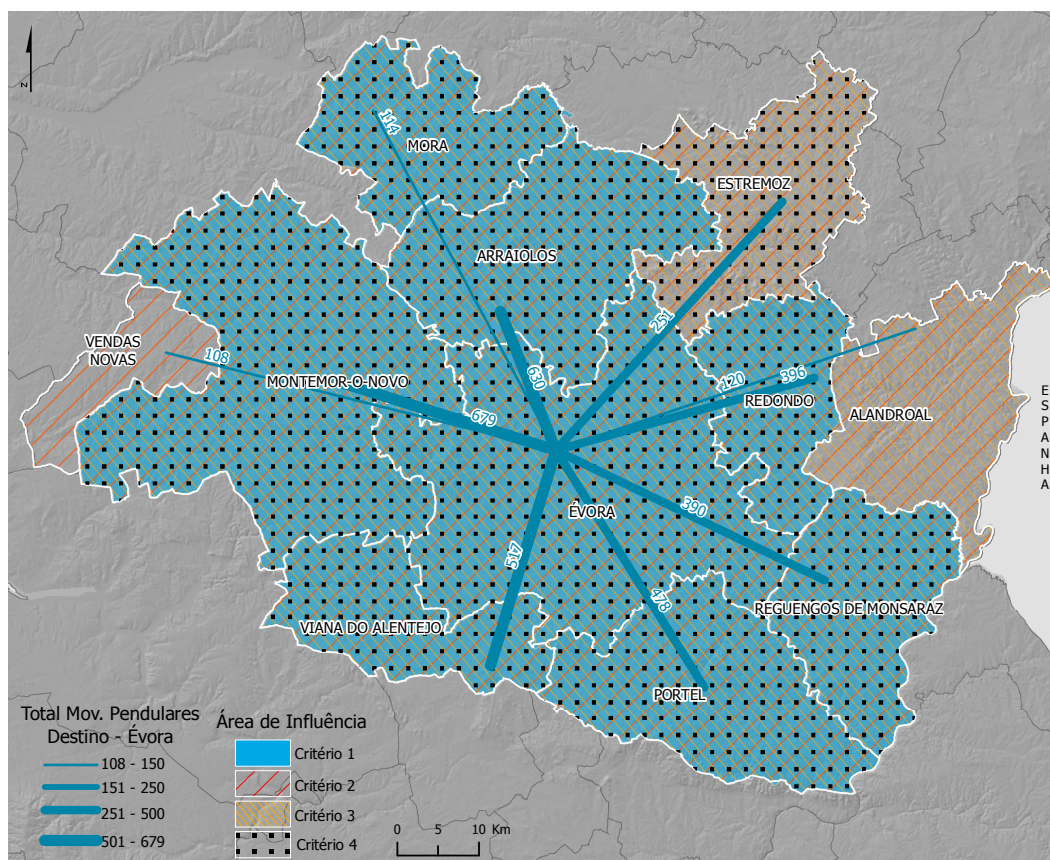 N
114
MORA
ESTREMOZ
ARRAIOLOS
251
VENDAS
NOVAS
108
MONTEMOR-O-NOVO
630
679
120
396
REDONDO
ALANDROAL
ESPANHA
ÉVORA
390
517
478
REGUENGOS DE MONSARAZ
VIANA DO ALENTEJO
PORTEL
Total Mov. Pendulares
Destino - Évora
108 - 150
151 - 250
251 - 500
501 - 679
Área de Influência
Critério 1
Critério 2
Critério 3
Critério 4
0 5 10 Km